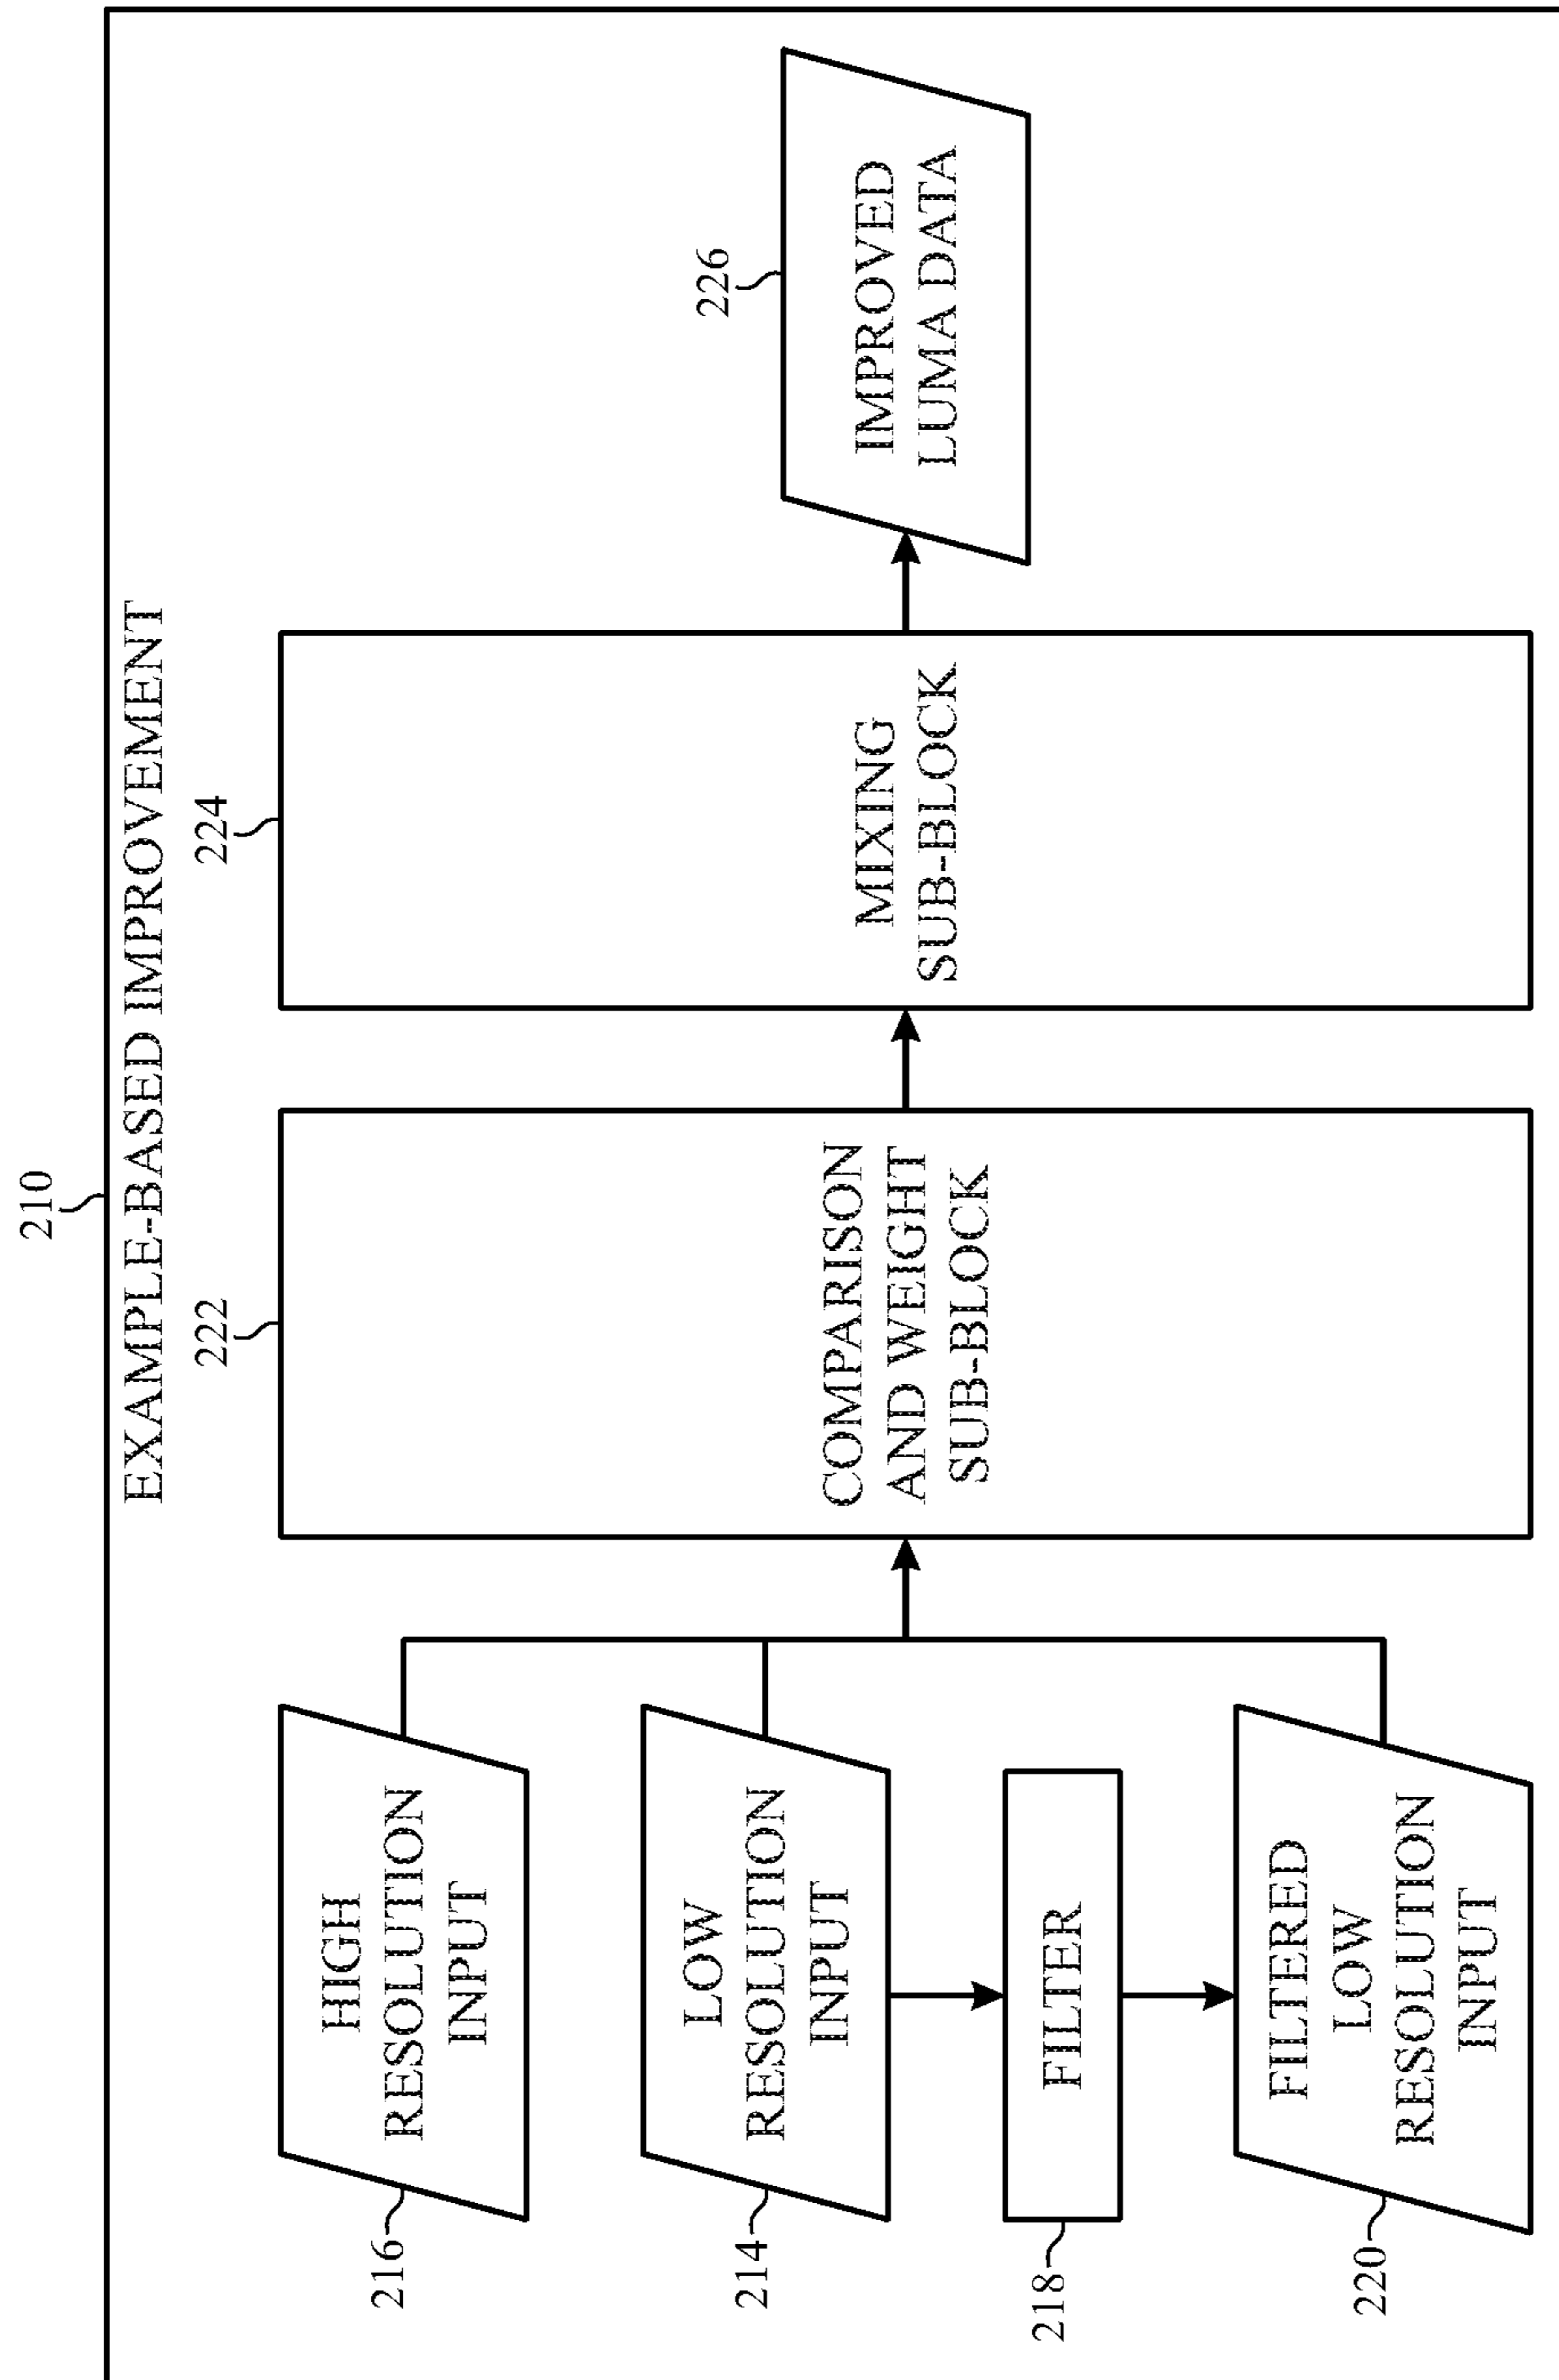 210
EXAMPLE-BASED IMPROVEMENT
216
HIGH
RESOLUTION
INPUT
214
LOW
RESOLUTION
INPUT
218
FILTER
220
FILTERED
LOW
RESOLUTION
INPUT
222
COMPARISON
AND WEIGHT
SUB-BLOCK
224
MIXING
SUB-BLOCK
226
IMPROVED
LUMA DATA